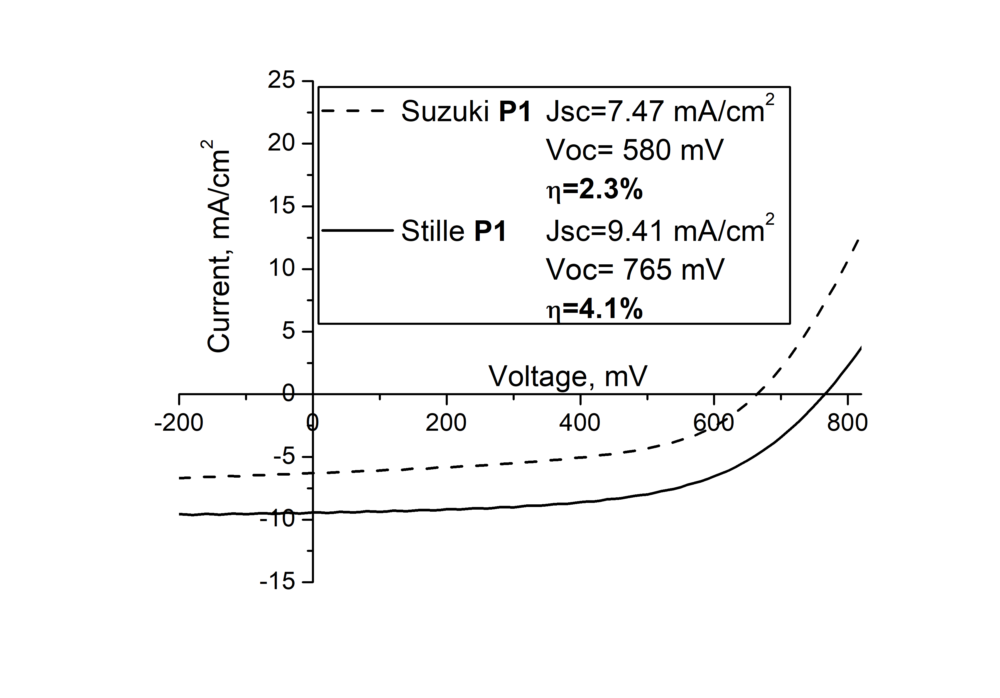 25
20
15
10
5
0
-5
-10
-15
Current, mA/cm²
Suzuki P1 Jsc=7.47 mA/cm²
Voc= 580 mV
η=2.3%
Stille P1 Jsc=9.41 mA/cm²
Voc= 765 mV
η=4.1%
Voltage, mV
-200 0 200 400 600 800